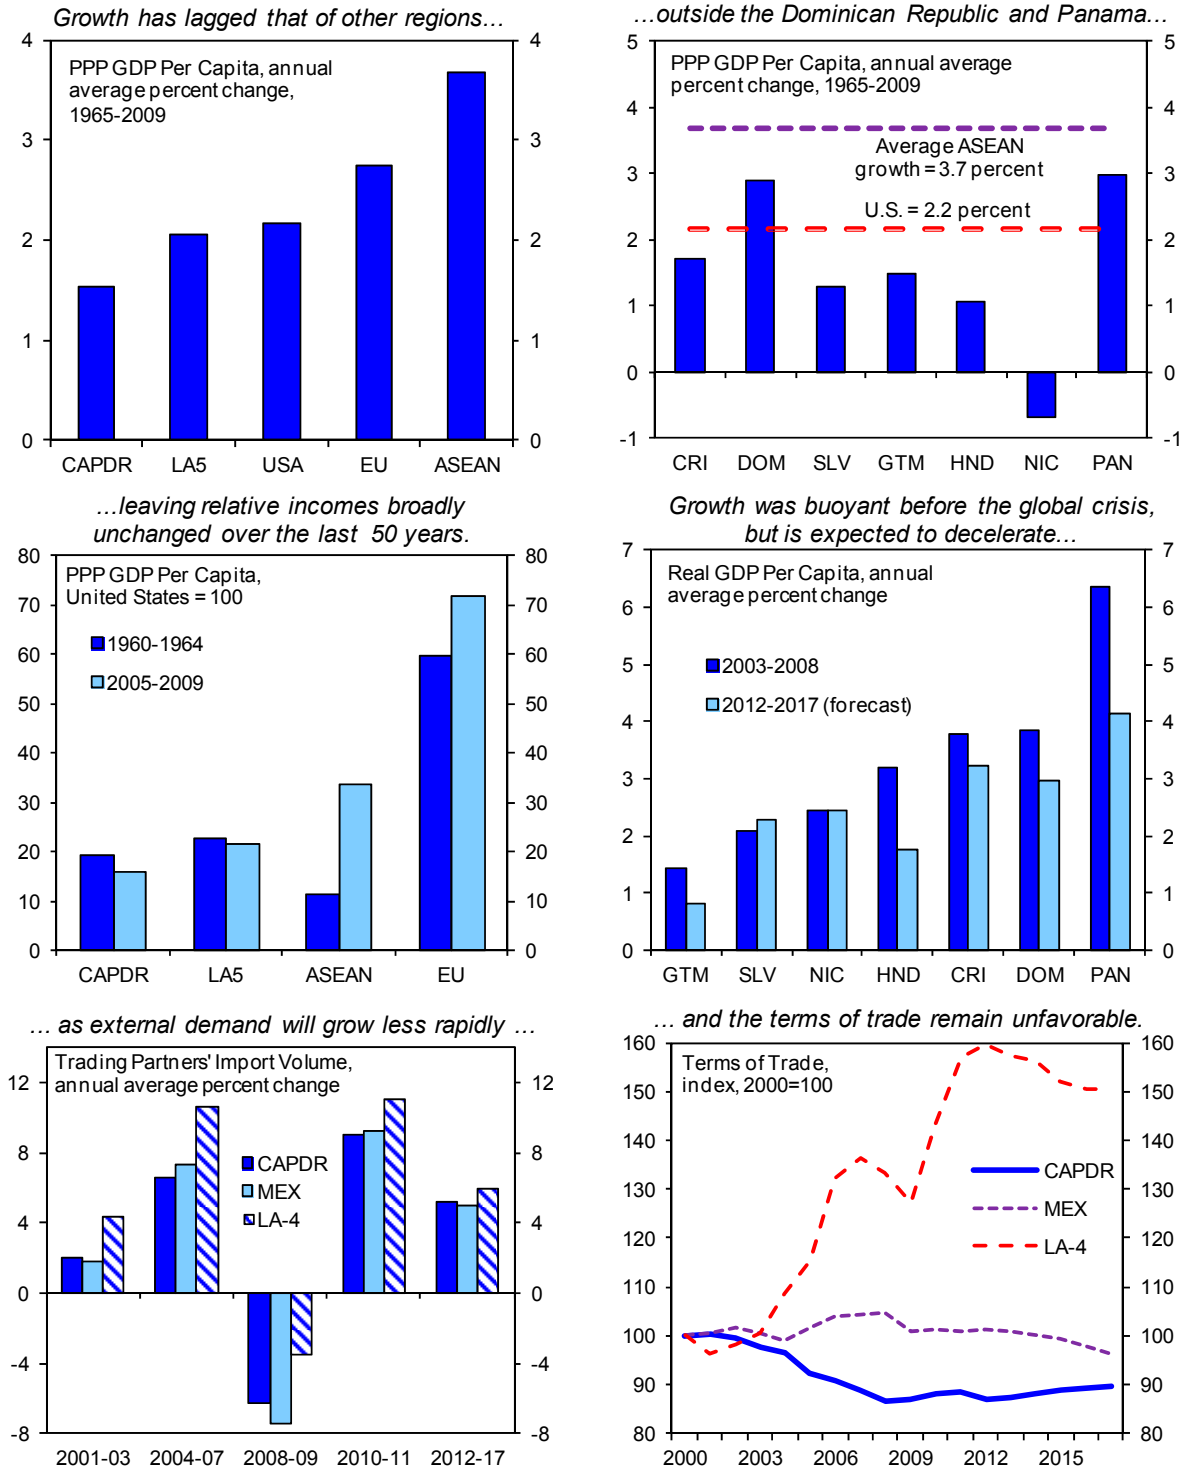 Growth has lagged that of other regions…
4 4
PPP GDP Per Capita, annual
average percent change,
1965-2009
3 3
2 2
1 1
0 0
CAPDR LA5 USA EU ASEAN
…outside the Dominican Republic and Panama…
5 5
PPP GDP Per Capita, annual average
percent change, 1965-2009
4 4
Average ASEAN
growth = 3.7 percent
3 3
U.S. = 2.2 percent
2 2
1 1
0 0
-1 -1
CRI DOM SLV GTM HND NIC PAN
…leaving relative incomes broadly
unchanged over the last 50 years.
80 80
PPP GDP Per Capita,
United States = 100
70 70
1960-1964
60 60
2005-2009
50 50
40 40
30 30
20 20
10 10
0 0
CAPDR LA5 ASEAN EU
Growth was buoyant before the global crisis,
but is expected to decelerate…
7 7
Real GDP Per Capita, annual
average percent change
6 6
5 5
2003-2008
2012-2017 (forecast)
4 4
3 3
2 2
1 1
0 0
GTM SLV NIC HND CRI DOM PAN
… as external demand will grow less rapidly …
Trading Partners' Import Volume,
annual average percent change
12 12
8 8
CAPDR
MEX
LA-4
4 4
0 0
-4 -4
-8 -8
2001-03 2004-07 2008-09 2010-11 2012-17
… and the terms of trade remain unfavorable.
160 160
Terms of Trade,
index, 2000=100
150 150
140 140
CAPDR
130 130
MEX
120 120
LA-4
110 110
100 100
90 90
80 80
2000 2003 2006 2009 2012 2015